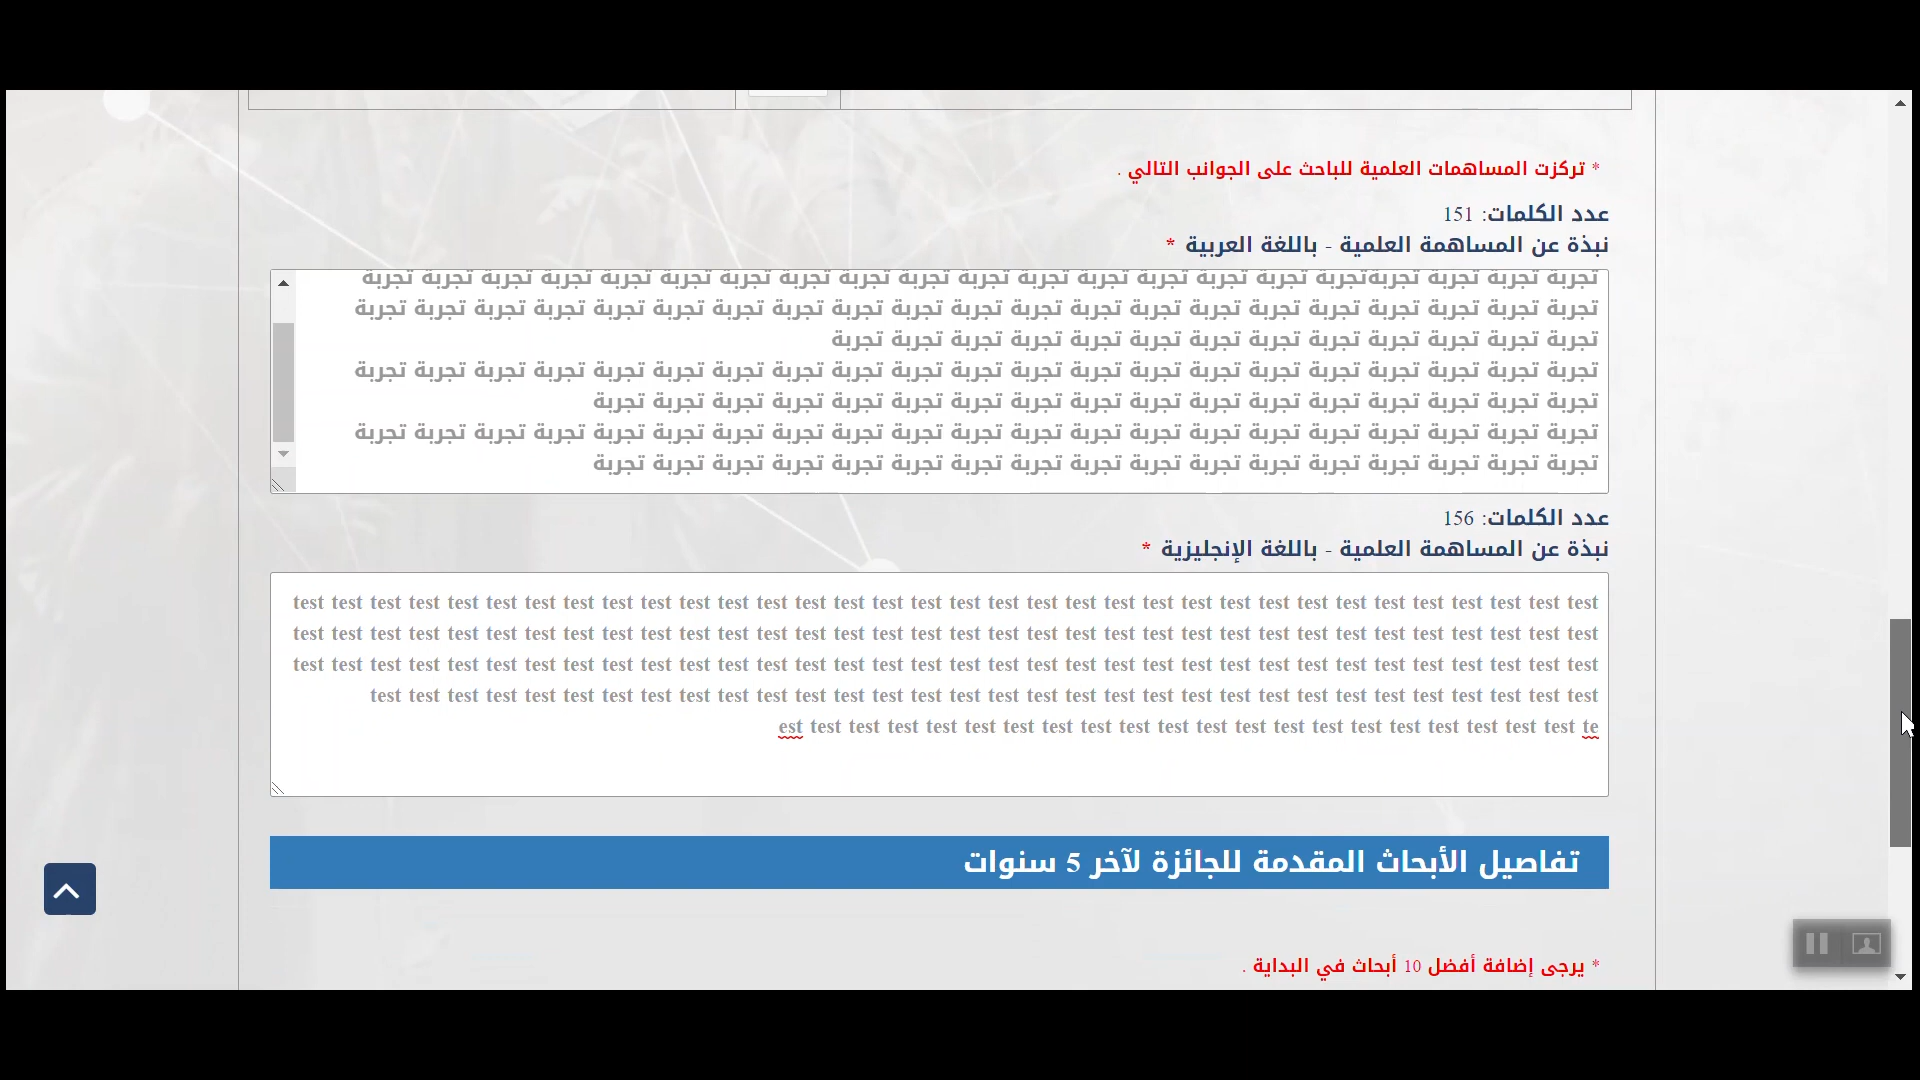 * تركزت المساهمات العلمية للباحث على الجوانب التالي .
عدد الكلمات: 151
نبذة عن المساهمة العلمية - باللغة العربية *
تجربة تجربة تجربة تجربةتجربة تجربة تجربة تجربة تجربة تجربة تجربة تجربة تجربة تجربة تجربة تجربة تجربة تجربة تجربة تجربة تجربة
تجربة تجربة تجربة تجربة تجربة تجربة تجربة تجربة تجربة تجربة تجربة تجربة تجربة تجربة تجربة تجربة تجربة تجربة تجربة تجربة تجربة
تجربة تجربة تجربة تجربة تجربة تجربة تجربة تجربة تجربة تجربة تجربة تجربة تجربة
تجربة تجربة تجربة تجربة تجربة تجربة تجربة تجربة تجربة تجربة تجربة تجربة تجربة تجربة تجربة تجربة تجربة تجربة تجربة تجربة تجربة
تجربة تجربة تجربة تجربة تجربة تجربة تجربة تجربة تجربة تجربة تجربة تجربة تجربة تجربة تجربة تجربة تجربة
تجربة تجربة تجربة تجربة تجربة تجربة تجربة تجربة تجربة تجربة تجربة تجربة تجربة تجربة تجربة تجربة تجربة تجربة تجربة تجربة تجربة
تجربة تجربة تجربة تجربة تجربة تجربة تجربة تجربة تجربة تجربة تجربة تجربة تجربة تجربة تجربة تجربة تجربة
عدد الكلمات: 156
نبذة عن المساهمة العلمية - باللغة الإنجليزية *
test test test test test test test test test test test test test test test test test test test test test test test test test test test test test test test test test test
test test test test test test test test test test test test test test test test test test test test test test test test test test test test test test test test test test
test test test test test test test test test test test test test test test test test test test test test test test test test test test test test test test test test test
test test test test test test test test test test test test test test test test test test test test test test test test test test test test test test test test
est test test test test test test test test test test test test test test test test test test test test te
تفاصيل الأبحاث المقدمة للجائزة لآخر 5 سنوات
* يرجى إضافة أفضل 10 أبحاث في البداية .